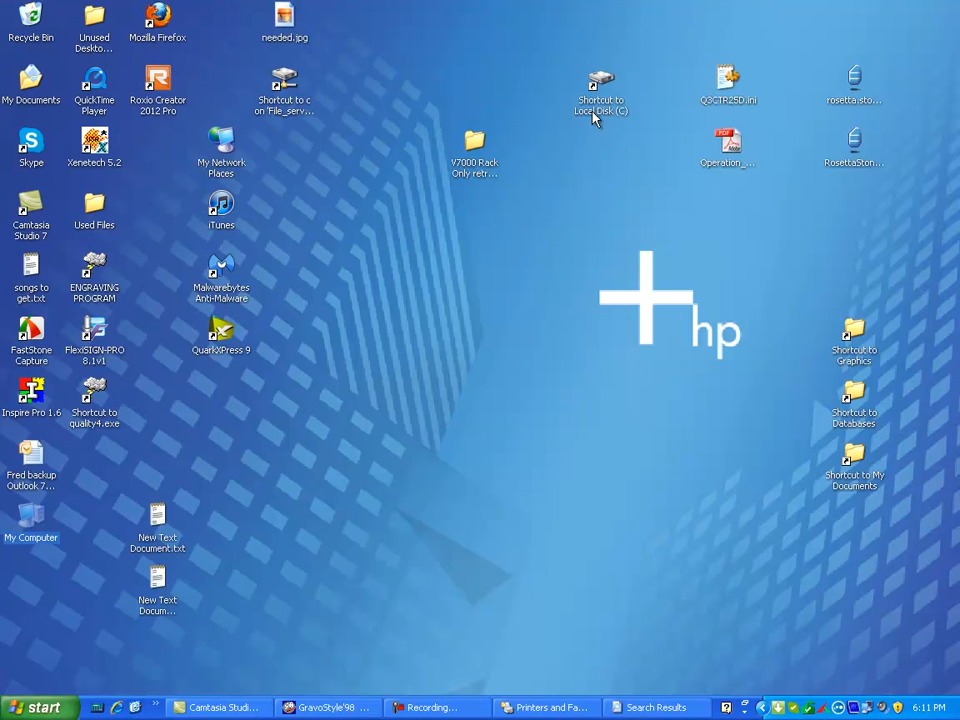 Recycle Bin
Unused
Deskto...
Mozilla Firefox
needed.jpg
My Documents
QuickTime
Player
Roxio Creator
2012 Pro
Shortcut to c
on 'File_serv...
Shortcut to
Local Disk (C)
Q3CTR25D.ini
rosetta.sto...
Skype
Xenetech 5.2
My Network
Places
V7000 Rack
Only retr...
Operation_...
RosettaSton...
Camtasia
Studio 7
Used Files
iTunes
songs to
get.txt
ENGRAVING
PROGRAM
Malwarebytes
Anti-Malware
hp
FastStone
Capture
FlexiSIGN-PRO
8.1v1
QuarkXPress 9
Shortcut to
Graphics
Inspire Pro 1.6
Shortcut to
quality4.exe
Shortcut to
Databases
Fred backup
Outlook 7...
Shortcut to My
Documents
My Computer
New Text
Document.txt
New Text
Docum...
start
Camtasia Studi...
GravoStyle'98 ...
Recording...
Printers and Fa...
Search Results
6:11 PM